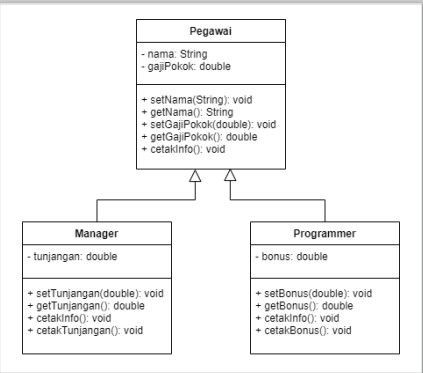 Pegawai
- nama: String
- gajiPokok: double
+ setNama(String): void
+ getNama(): String
+ setGajiPokok(double): void
+ getGajiPokok(): double
+ cetakInfo(): void
Manager
- tunjangan: double
+ setTunjangan(double): void
+ getTunjangan(): double
+ cetakInfo(): void
+ cetakTunjangan(): void
Programmer
- bonus: double
+ setBonus(double): void
+ getBonus(): double
+ cetakInfo(): void
+ cetakBonus(): void